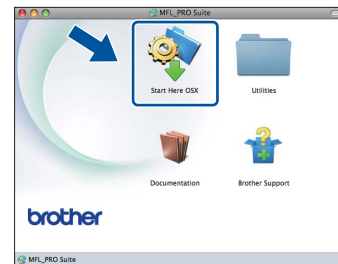 MFL_PRO Suite
Start Here OSX
Utilities
Documentation
Brother Support
brother
MFL_PRO Suite